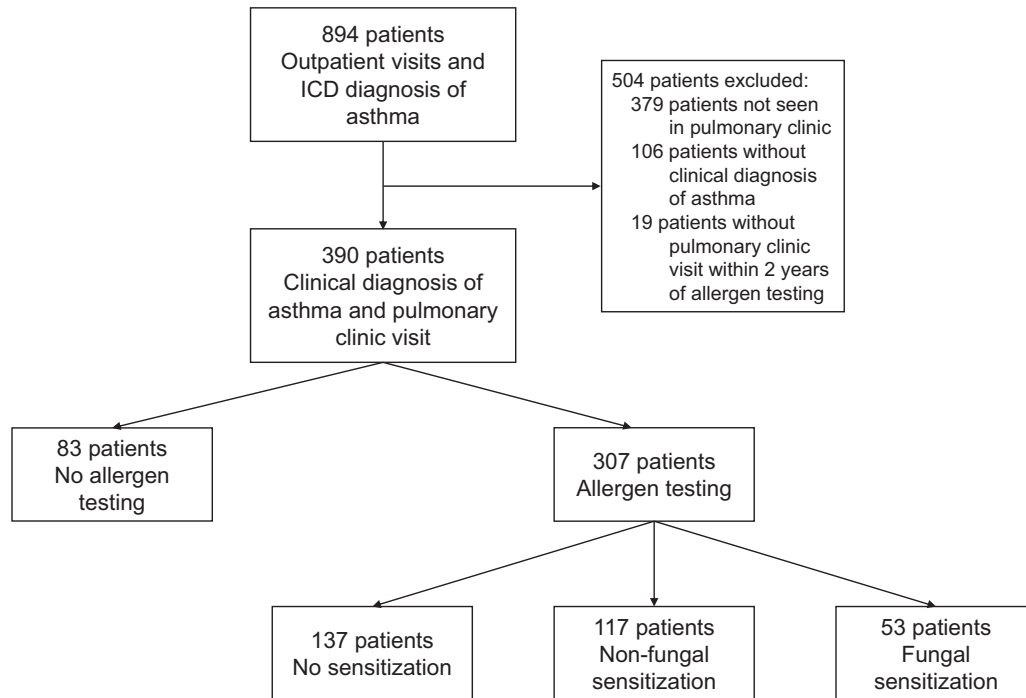 894 patients
Outpatient visits and
ICD diagnosis of
asthma
504 patients excluded:
379 patients not seen
in pulmonary clinic
106 patients without
clinical diagnosis
of asthma
19 patients without
pulmonary clinic
visit within 2 years
of allergen testing
390 patients
Clinical diagnosis of
asthma and pulmonary
clinic visit
83 patients
No allergen
testing
307 patients
Allergen testing
137 patients
No sensitization
117 patients
Non-fungal
sensitization
53 patients
Fungal
sensitization